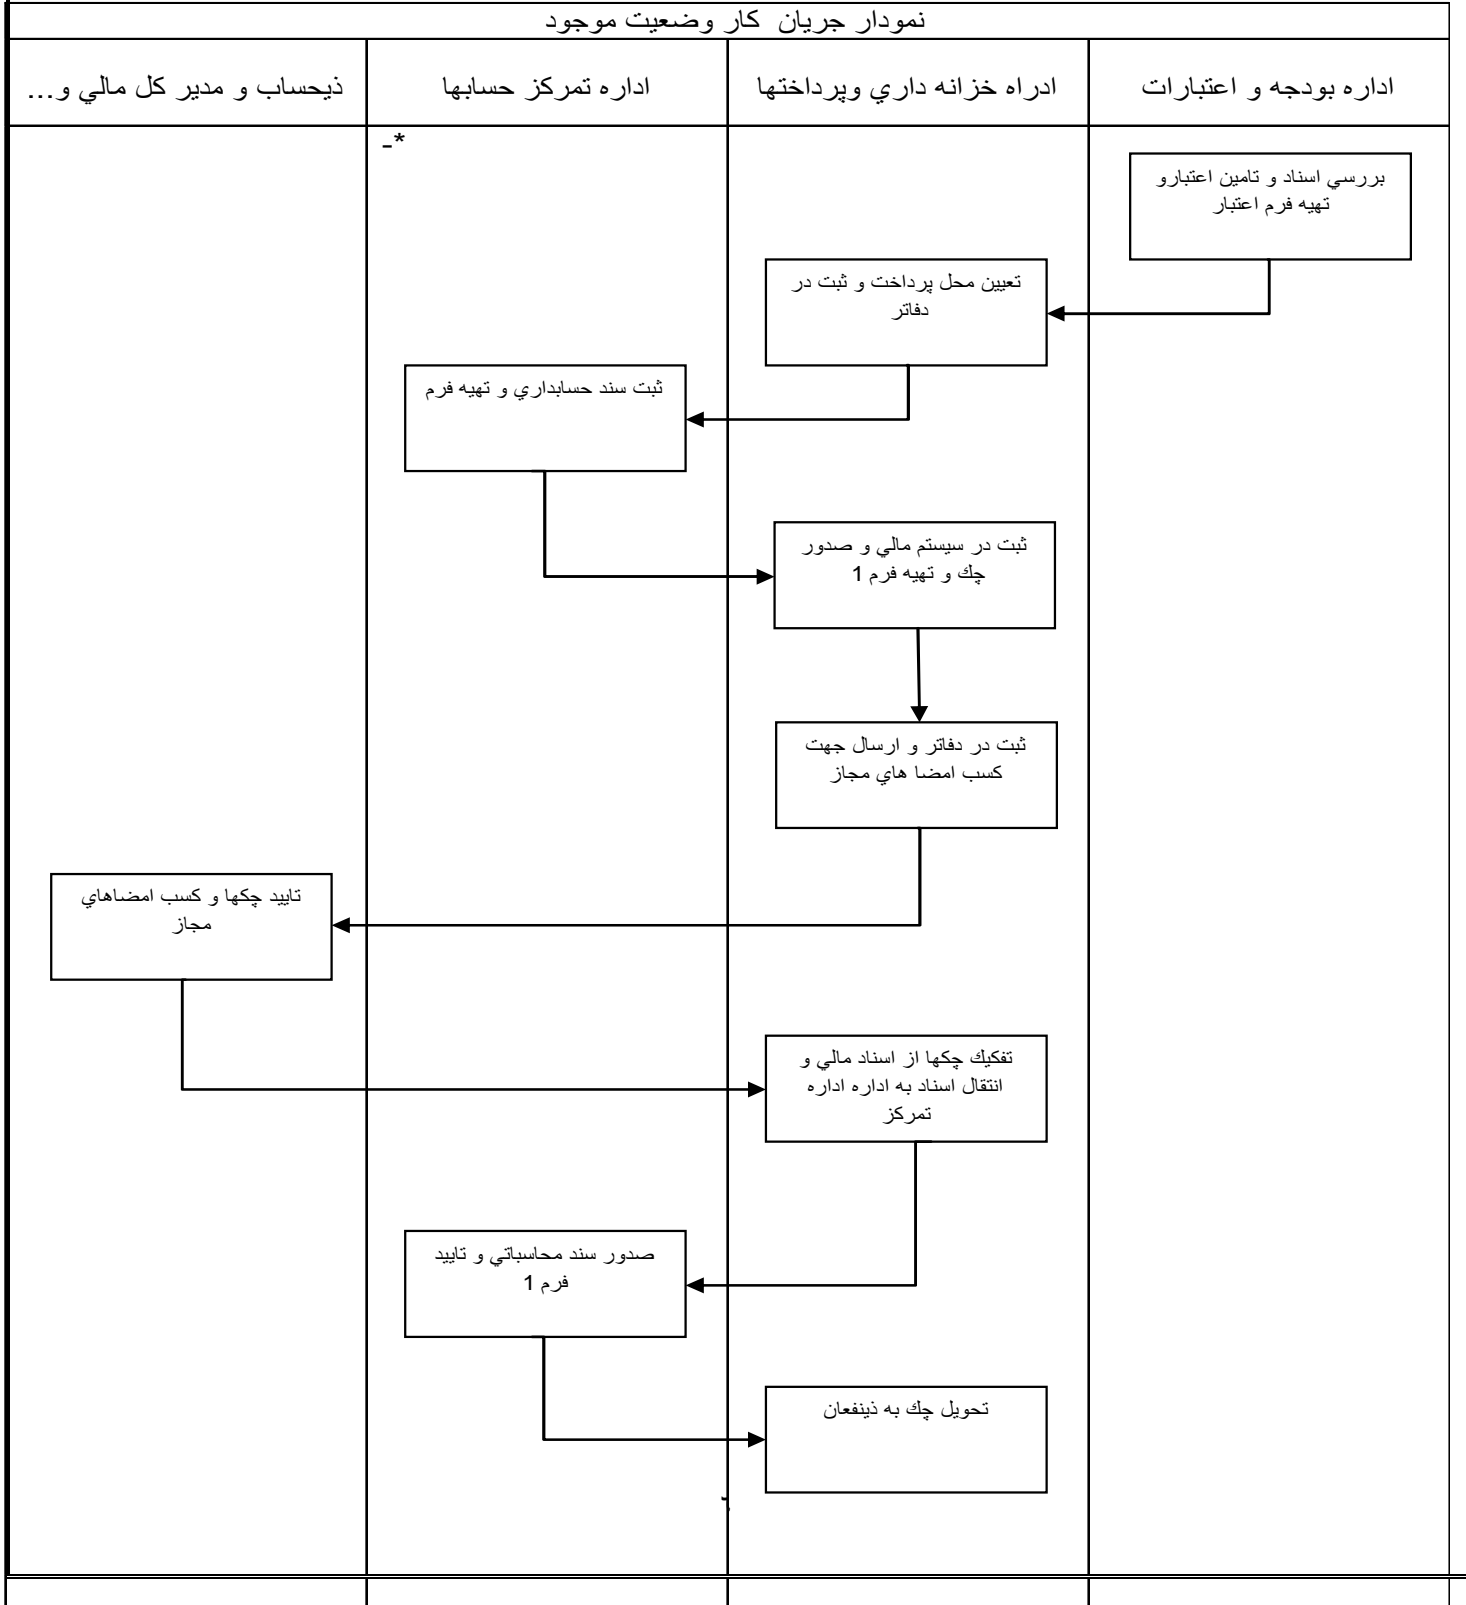 نمودار جريان كار وضعيت موجود
اداره بودجه و اعتبارات
ادراه خزانه داري وپرداختها
اداره تمركز حسابها
ذيحساب و مدير كل مالي و...
*-
بررسي اسناد و تامين اعتبارو
تهيه فرم اعتبار
تعيين محل پرداخت و ثبت در
دفاتر
ثبت سند حسابداري و تهيه فرم
ثبت در سيستم مالي و صدور
چك و تهيه فرم 1
ثبت در دفاتر و ارسال جهت
كسب امضا هاي مجاز
تاييد چكها و كسب امضاهاي
مجاز
تفكيك چكها از اسناد مالي و
انتقال اسناد به اداره اداره
تمركز
صدور سند محاسباتي و تاييد
فرم 1
تحويل چك به ذينفعان